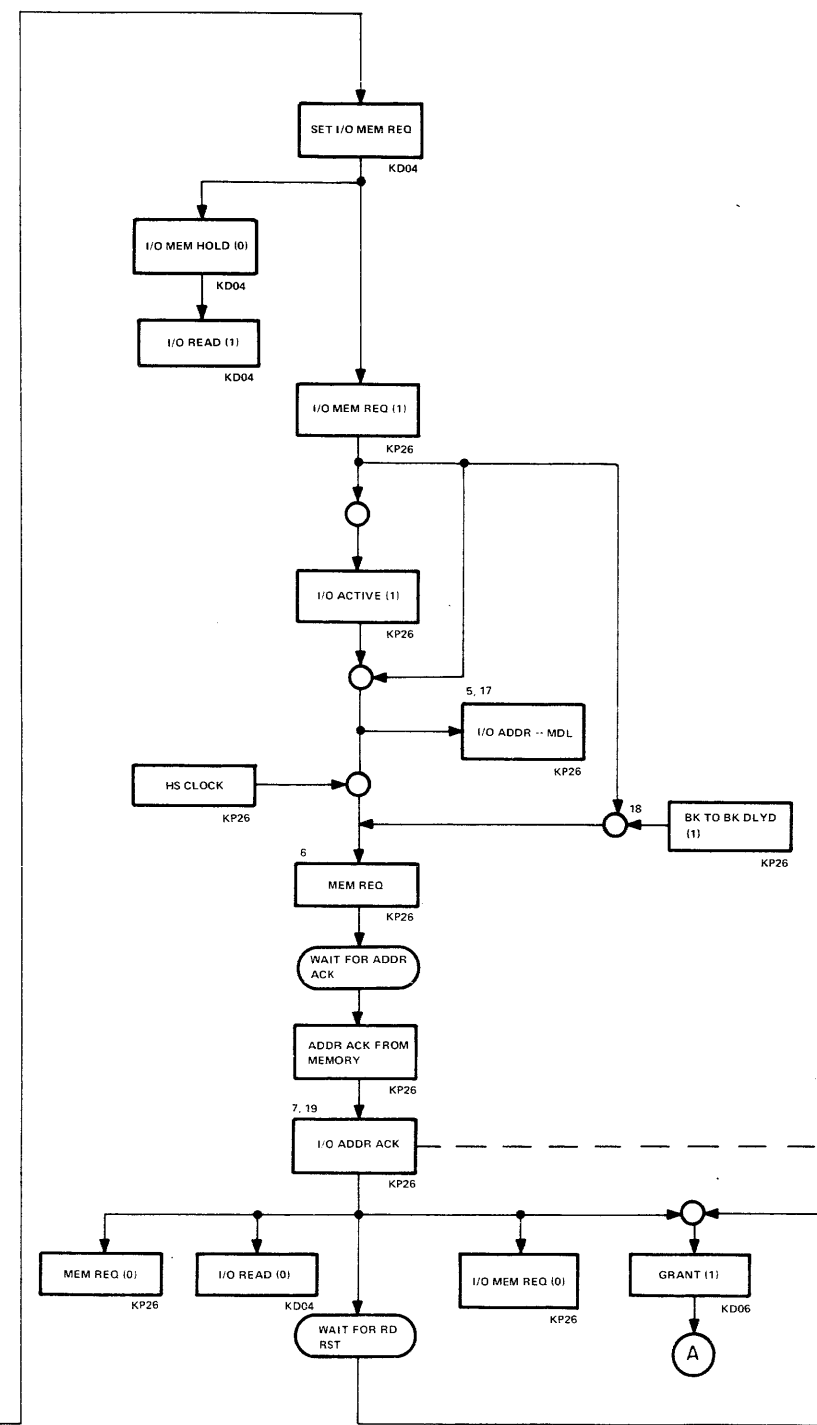 SET I/O MEM REQ
KD04
I/O MEM HOLD (0)
KD04
I/O READ (1)
KD04
I/O MEM REQ (1)
KP26
I/O ACTIVE (1)
KP26
5, 17
I/O ADDR -- MDL
KP26
HS CLOCK
KP26
18
BK TO BK DLYD
(1)
KP26
6
MEM REQ
KP26
WAIT FOR ADDR
ACK
ADDR ACK FROM
MEMORY
KP26
7, 19
I/O ADDR ACK
KP26
MEM REQ (0)
KP26
I/O READ (0)
KD04
I/O MEM REQ (0)
KP26
GRANT (1)
KD06
WAIT FOR RD
RST
A